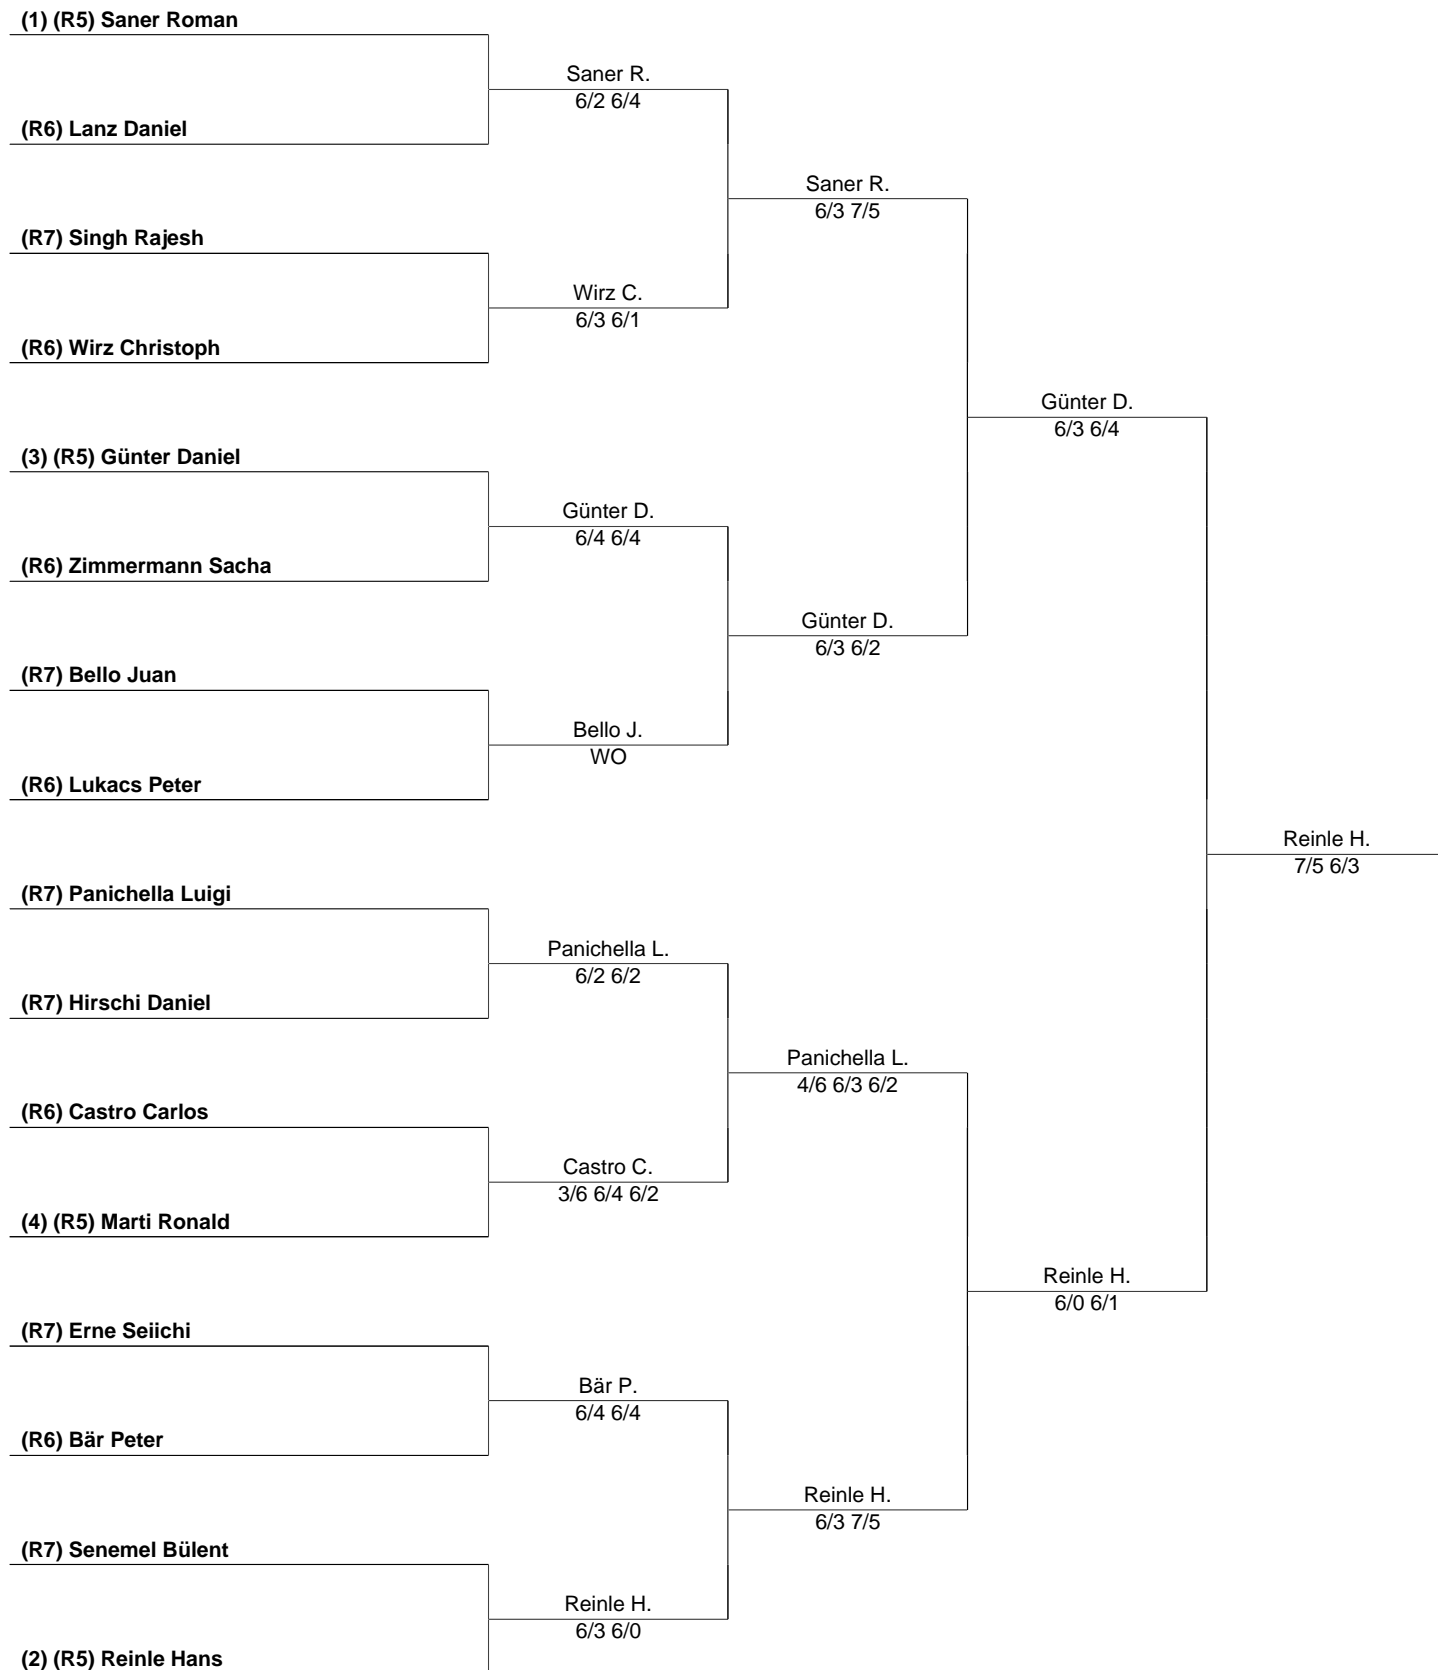 (1) (R5) Saner Roman
Saner R.
6/2 6/4
(R6) Lanz Daniel
Saner R.
6/3 7/5
(R7) Singh Rajesh
Wirz C.
6/3 6/1
(R6) Wirz Christoph
Günter D.
6/3 6/4
(3) (R5) Günter Daniel
Günter D.
6/4 6/4
(R6) Zimmermann Sacha
Günter D.
6/3 6/2
(R7) Bello Juan
Bello J.
WO
(R6) Lukacs Peter
Reinle H.
7/5 6/3
(R7) Panichella Luigi
Panichella L.
6/2 6/2
(R7) Hirschi Daniel
Panichella L.
4/6 6/3 6/2
(R6) Castro Carlos
Castro C.
3/6 6/4 6/2
(4) (R5) Marti Ronald
Reinle H.
6/0 6/1
(R7) Erne Seiichi
Bär P.
6/4 6/4
(R6) Bär Peter
Reinle H.
6/3 7/5
(R7) Senemel Bülent
Reinle H.
6/3 6/0
(2) (R5) Reinle Hans